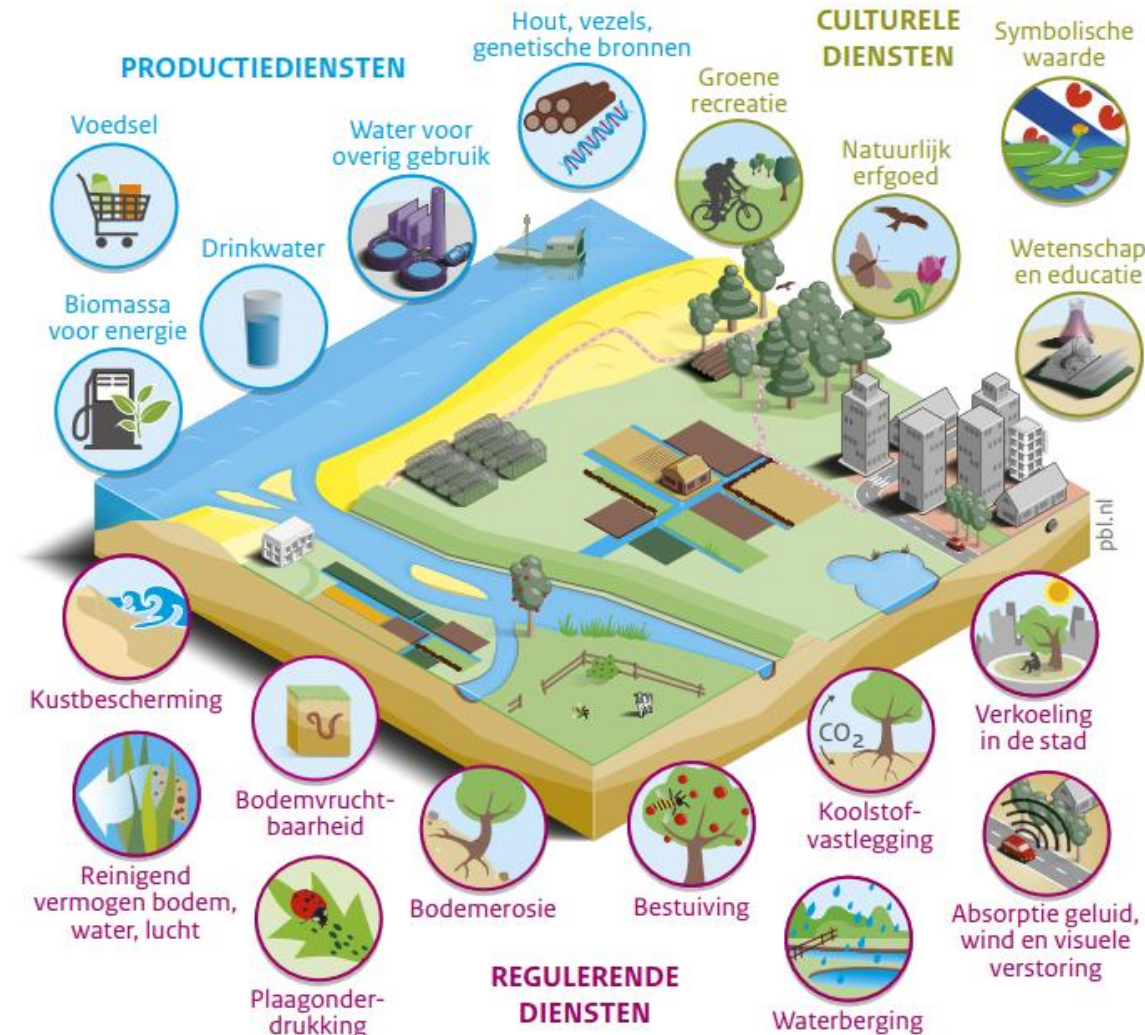 PRODUCTIEDIENSTEN
Voedsel
Drinkwater
Biomassa
voor energie
Water voor
overig gebruik
Hout, vezels,
genetische bronnen
CULTURELE
DIENSTEN
Groene
recreatie
Natuurlijk
erfgoed
Symbolische
waarde
Wetenschap
en educatie
pbl.nl
Kustbescherming
Reinigend
vermogen bodem,
water, lucht
Bodemvrucht-
baarheid
Plaagonder-
drukking
Bodemerosie
Bestuiving
CO2
Koolstof-
vastlegging
Verkoeling
in de stad
Absorptie geluid,
wind en visuele
verstoring
Waterberging
REGULERENDE
DIENSTEN